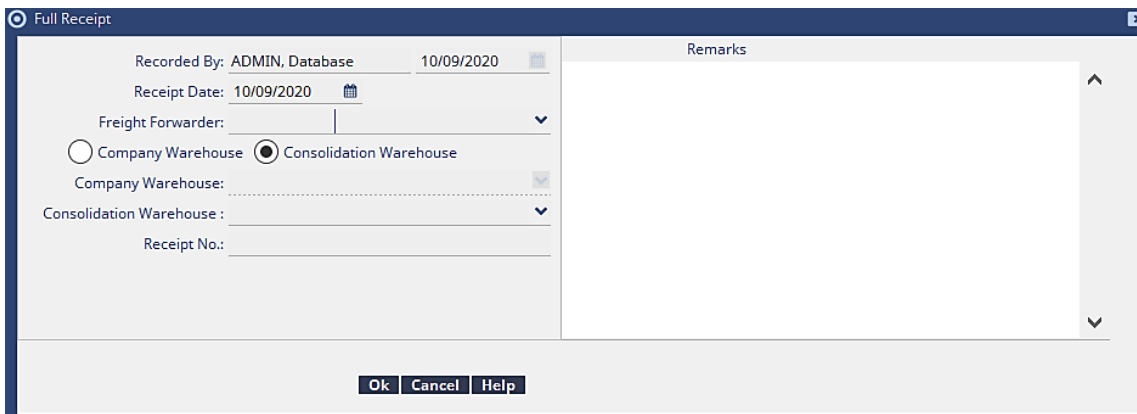 Full Receipt
Recorded By: ADMIN, Database 10/09/2020
Receipt Date: 10/09/2020
Freight Forwarder:
Company Warehouse Consolidation Warehouse
Company Warehouse:
Consolidation Warehouse :
Receipt No.:
Remarks
Ok Cancel Help